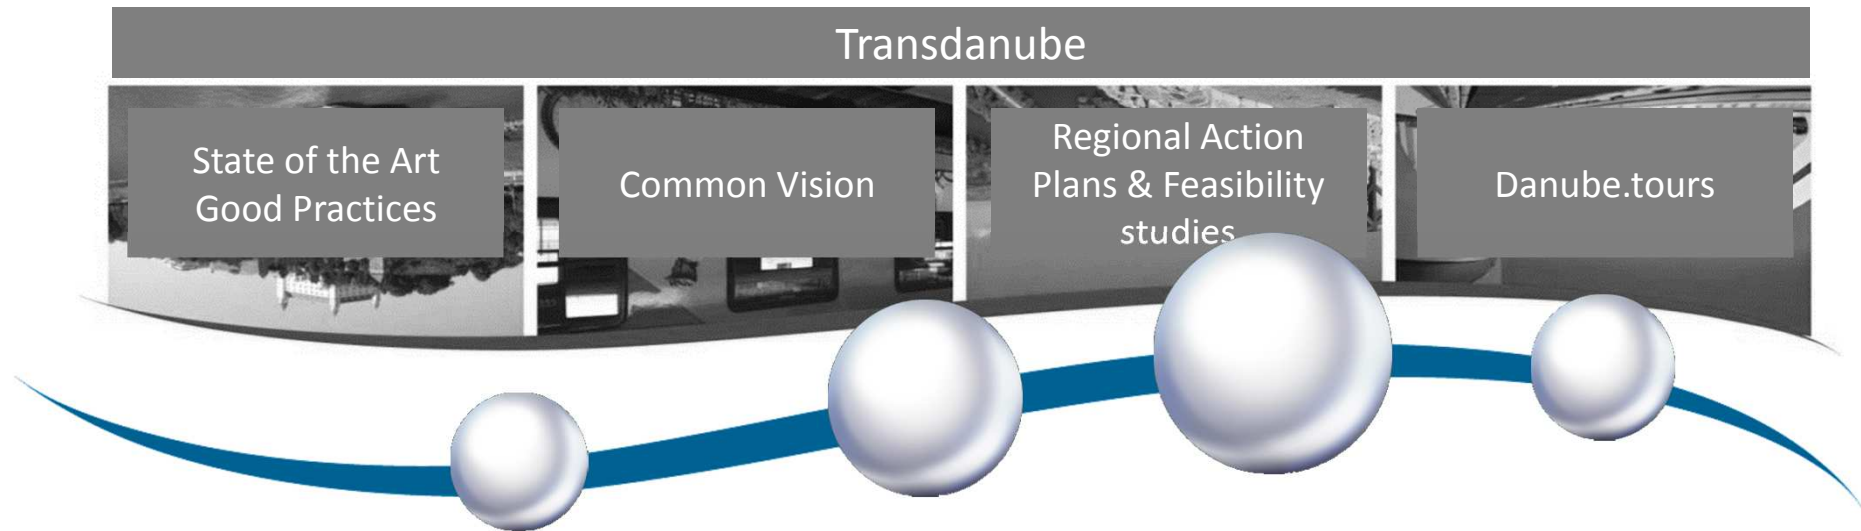 Transdanube
State of the Art
Good Practices
Common Vision
Regional Action
Plans & Feasibility
studies
Danube.tours